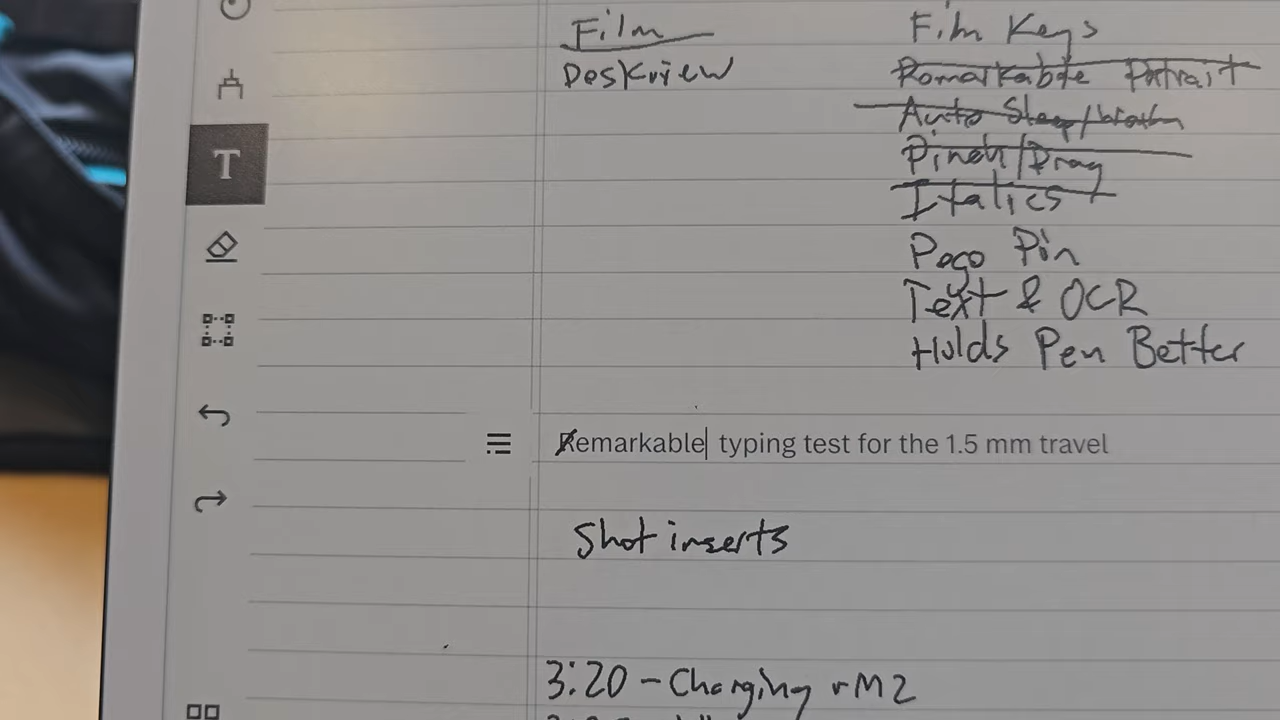 Film
Deskview
Film Keys
Remarkable Portrait
Auto Sleep/
Pinch/Drag
Italics
Pogo Pin
Text & OCR
Holds Pen Better
T
Remarkable typing test for the 1.5 mm travel
Shot inserts
3:20 - Charging rM2